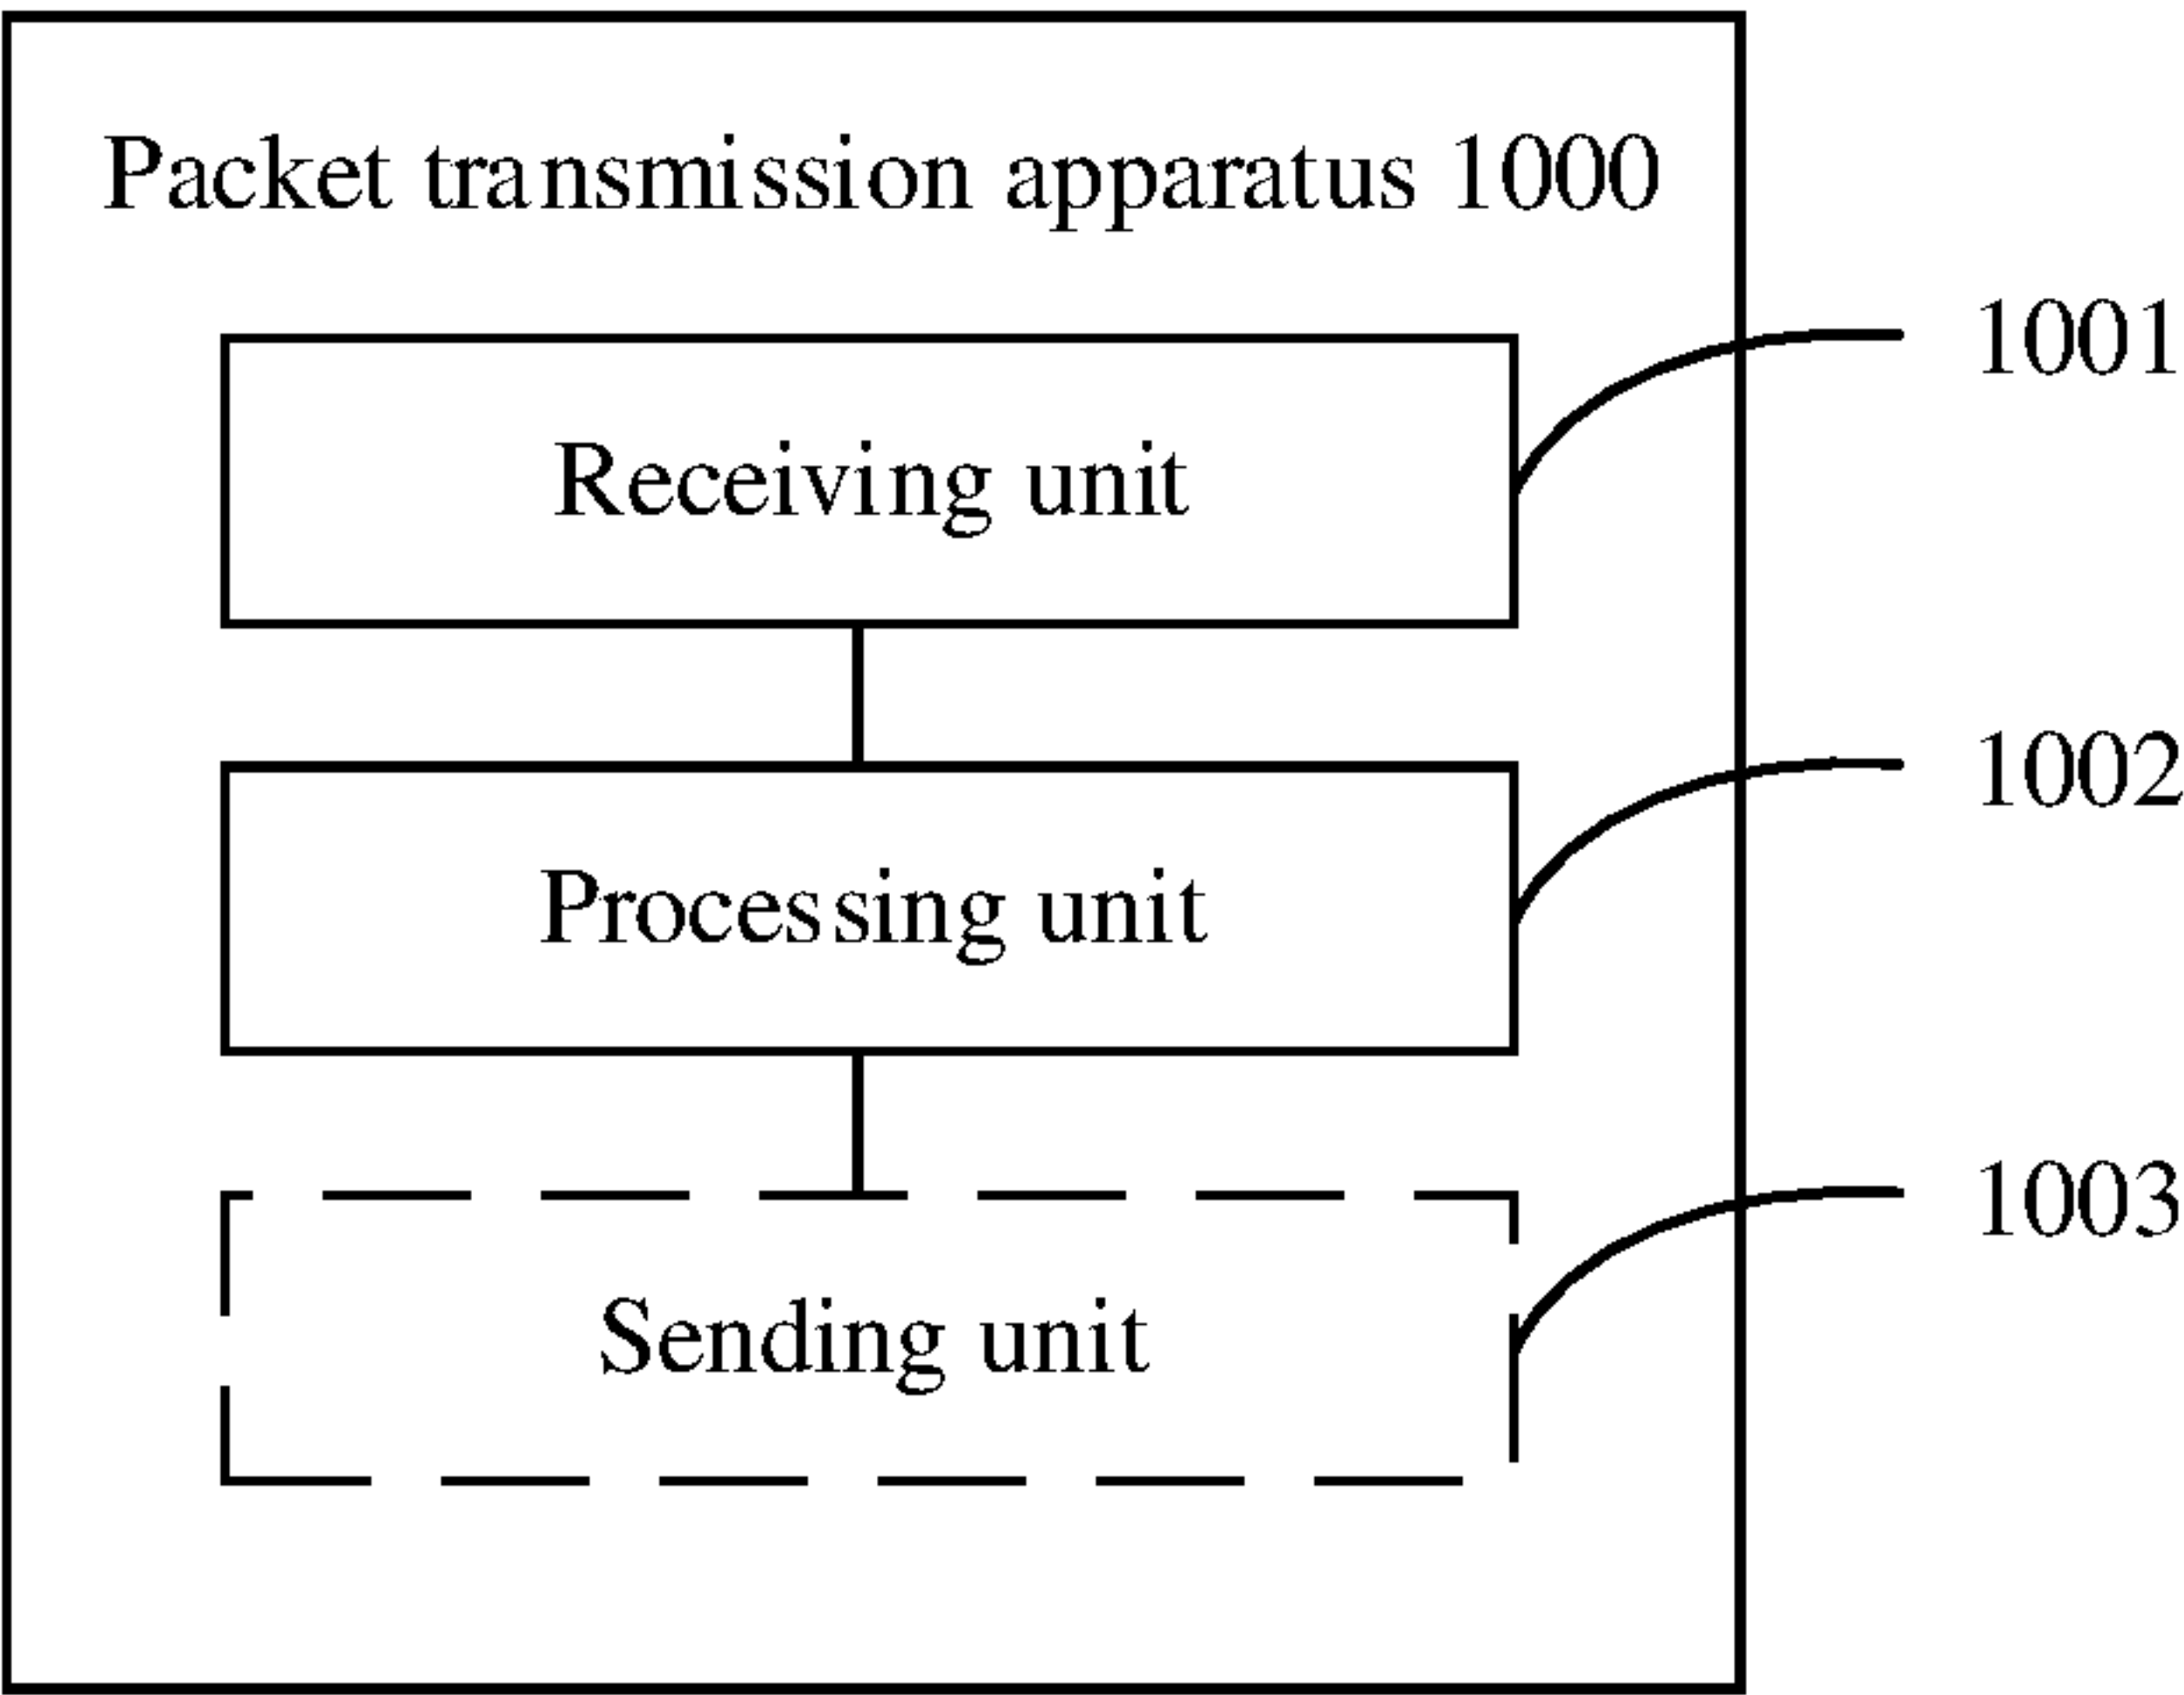 Packet transmission apparatus 1000
1001
Receiving unit
1002
Processing unit
1003
Sending unit